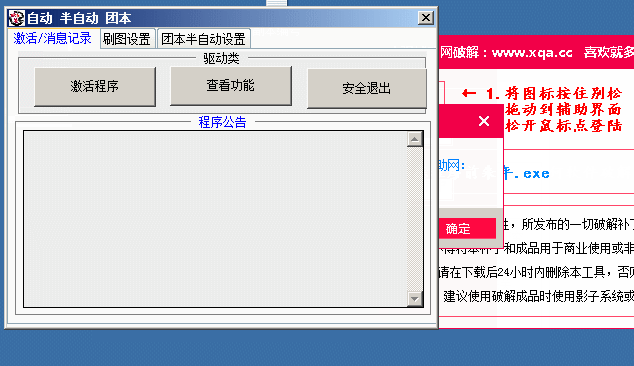 自动 半自动 团本
激活/消息记录 刷图设置 团本半自动设置
驱动类
激活程序 查看功能 安全退出
程序公告
网破解：www.xqa.cc 喜欢就多
← 1.将图标按住别松
拖动到辅助界面
松开鼠标点登陆
助网：
.exe
确定
性，所发布的一切破解补丁
不得将本补丁和成品用于商业使用或非
请在下载后24小时内删除本工具，否则
建议使用破解成品时使用影子系统或